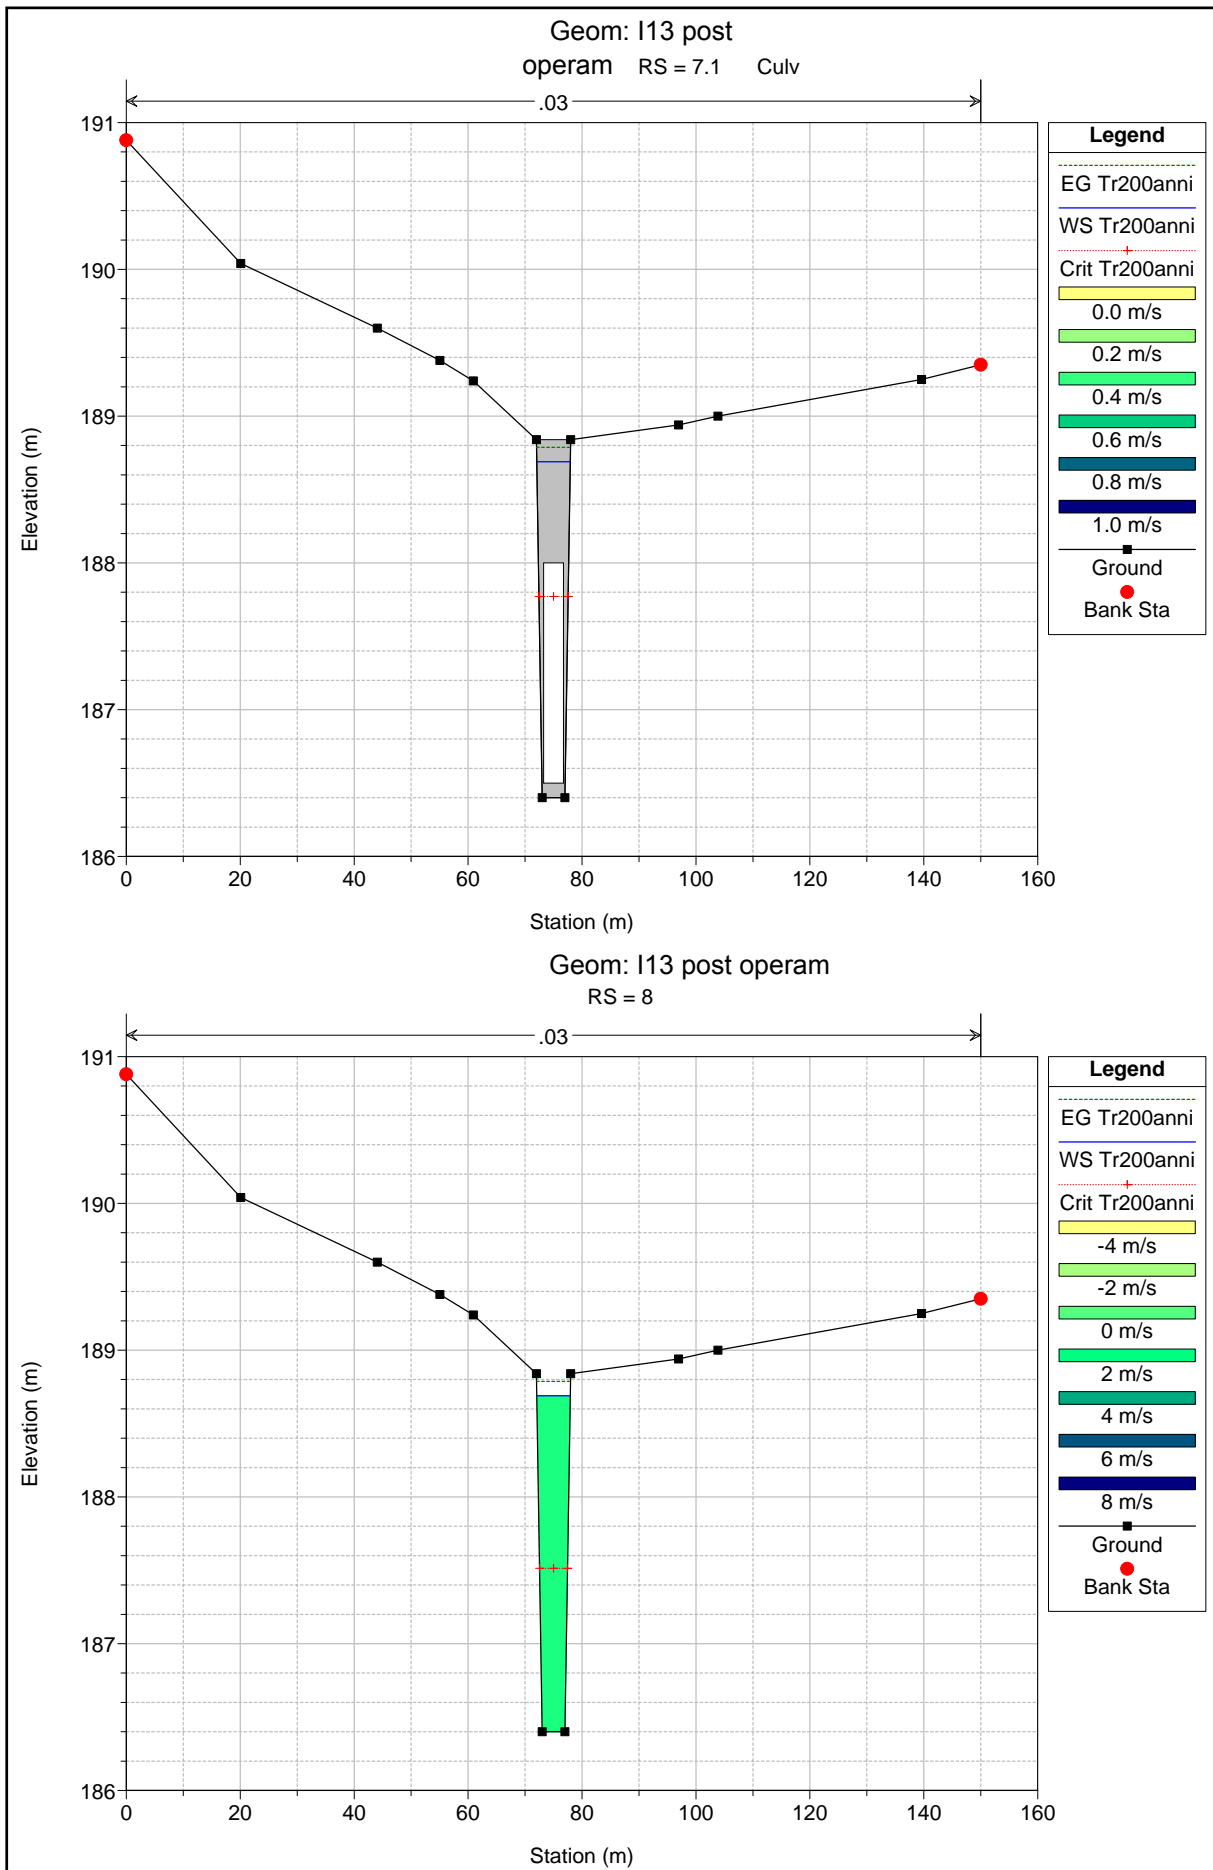 Geom: I13 post
operam RS = 7.1 Culv
.03
191
190
189
188
187
186
0 20 40 60 80 100 120 140 160
Elevation (m)
Station (m)
Legend
EG Tr200anni
WS Tr200anni
Crit Tr200anni
0.0 m/s
0.2 m/s
0.4 m/s
0.6 m/s
0.8 m/s
1.0 m/s
Ground
Bank Sta
Geom: I13 post operam
RS = 8
.03
191
190
189
188
187
186
0 20 40 60 80 100 120 140 160
Elevation (m)
Station (m)
Legend
EG Tr200anni
WS Tr200anni
Crit Tr200anni
-4 m/s
-2 m/s
0 m/s
2 m/s
4 m/s
6 m/s
8 m/s
Ground
Bank Sta